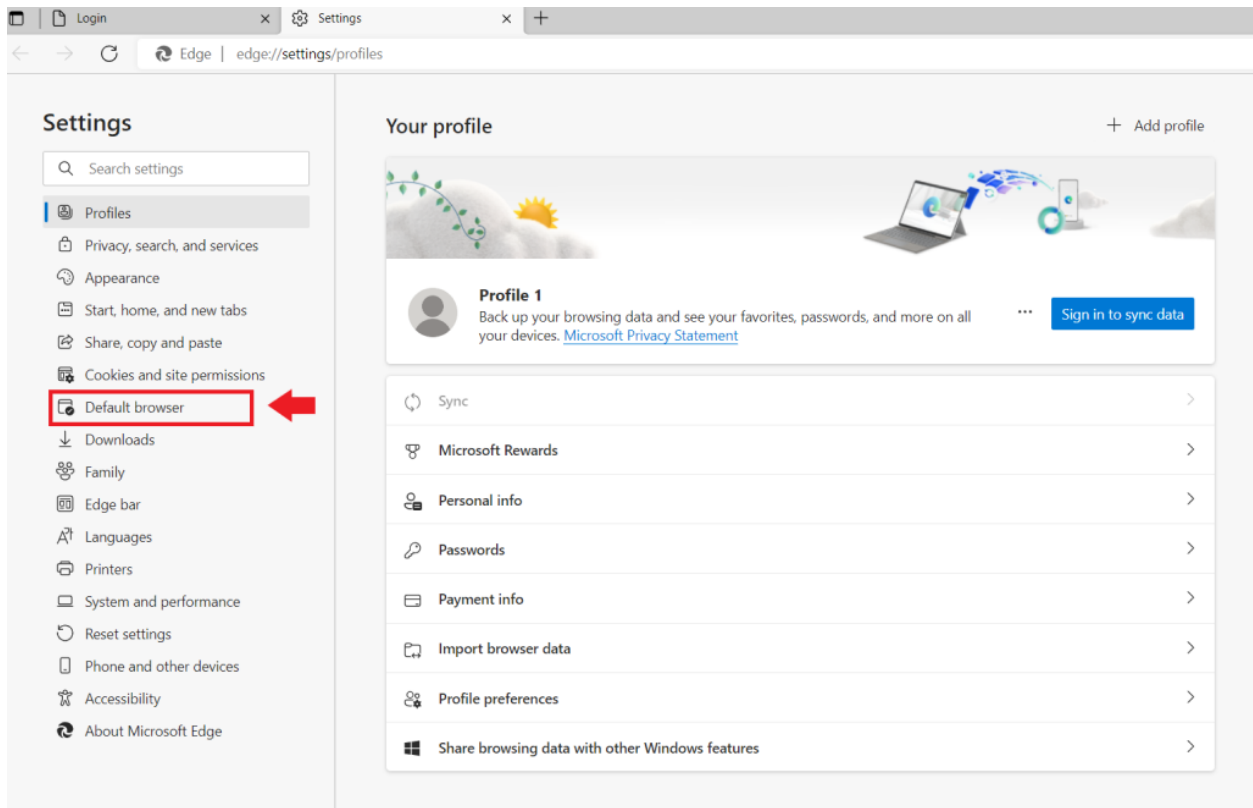 Login
Settings
Edge
edge://settings/profiles
Settings
Search settings
Profiles
Privacy, search, and services
Appearance
Start, home, and new tabs
Share, copy and paste
Cookies and site permissions
Default browser
Downloads
Family
Edge bar
Languages
Printers
System and performance
Reset settings
Phone and other devices
Accessibility
About Microsoft Edge
Your profile
Add profile
Profile 1
Back up your browsing data and see your favorites, passwords, and more on all
your devices. Microsoft Privacy Statement
Sign in to sync data
Sync
Microsoft Rewards
Personal info
Passwords
Payment info
Import browser data
Profile preferences
Share browsing data with other Windows features